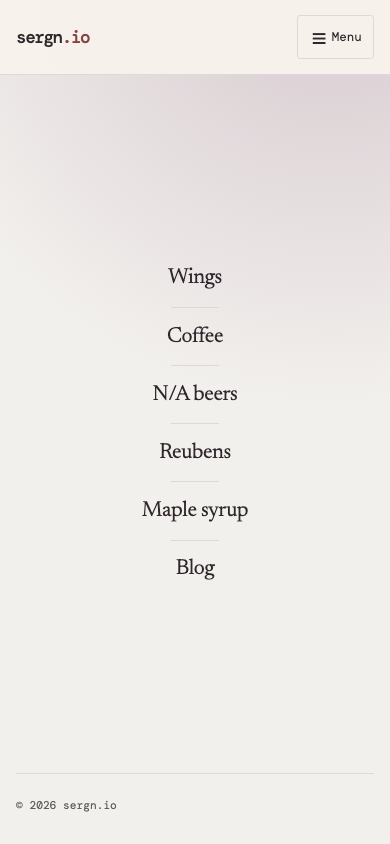 sergn.io
Menu
Wings
Coffee
N/A beers
Reubens
Maple syrup
Blog
© 2026 sergn.io